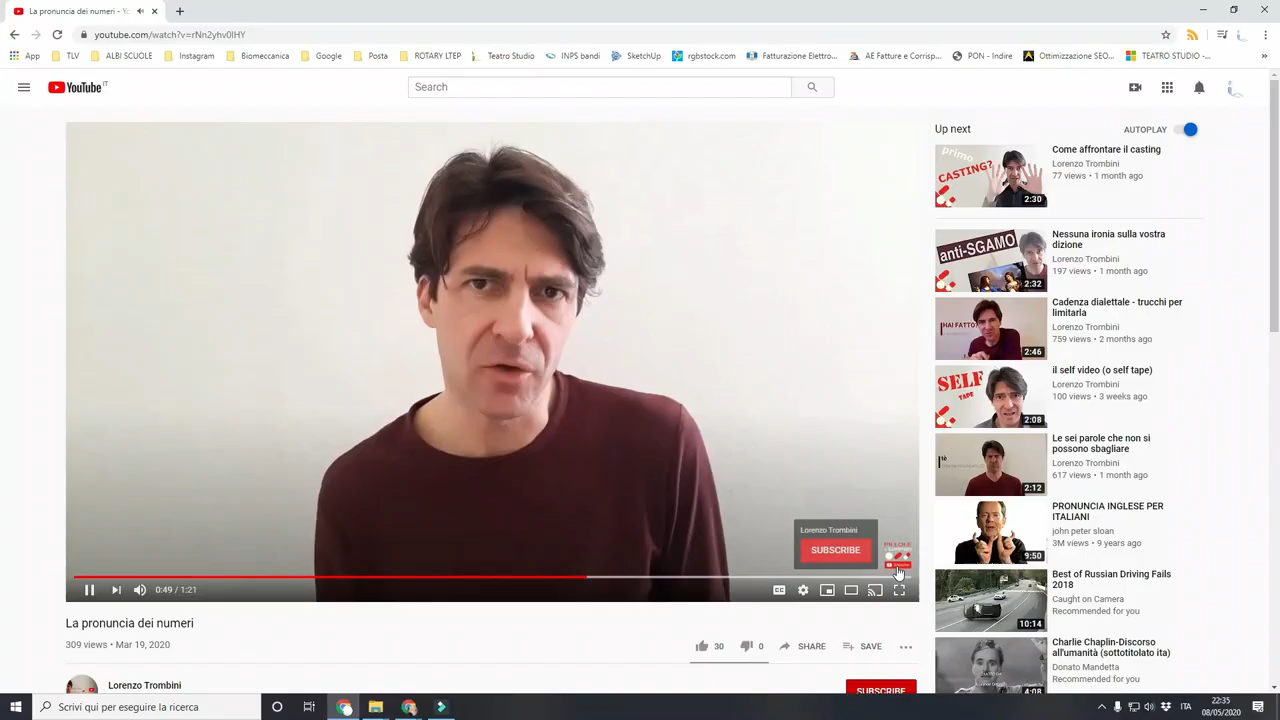 La pronuncia dei numeri - Yo
youtube.com/watch?v=rNn2yhv0lHY
App TLV ALBI SCUOLE Instagram Biomeccanica Google Posta ROTARY LTEP Teatro Studio INPS bandi SketchUp rgbstock.com Fatturazione Elettro... AE Fatture e Corrisp... PON - Indire Ottimizzazione SEO... TEATRO STUDIO -... »
YouTube IT
Search
Up next
AUTOPLAY
primo
CASTING?
2:30
Come affrontare il casting
Lorenzo Trombini
77 views • 1 month ago
anti-SGAMO
2:32
Nessuna ironia sulla vostra
dizione
Lorenzo Trombini
197 views • 1 month ago
HAI FATTO?
2:46
Cadenza dialettale - trucchi per
limitarla
Lorenzo Trombini
759 views • 2 months ago
SELF
TAPE
2:08
il self video (o self tape)
Lorenzo Trombini
100 views • 3 weeks ago
2:12
Le sei parole che non si
possono sbagliare
Lorenzo Trombini
617 views • 1 month ago
9:50
PRONUNCIA INGLESE PER
ITALIANI
john peter sloan
3M views • 9 years ago
10:14
Best of Russian Driving Fails
2018
Caught on Camera
Recommended for you
4:08
Charlie Chaplin-Discorso
all'umanità (sottotitolato ita)
Donato Mandetta
Recommended for you
Lorenzo Trombini
SUBSCRIBE
PILLOLE
0:49 / 1:21
CC
La pronuncia dei numeri
309 views • Mar 19, 2020
30 0 SHARE SAVE
Lorenzo Trombini
SUBSCRIBE
Scrivi qui per eseguire la ricerca
ITA
22:35
08/05/2020